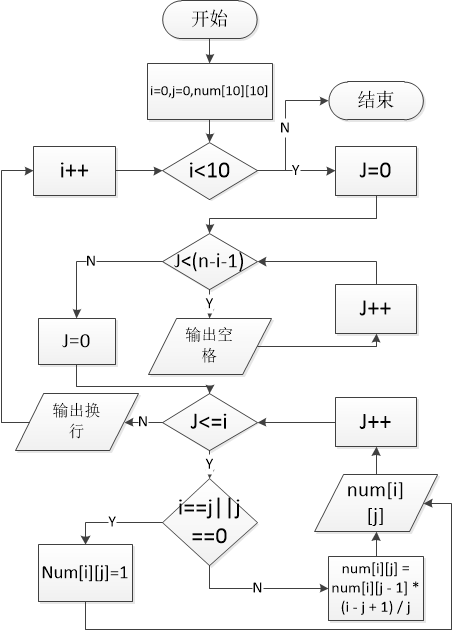 开始
i=0,j=0,num[10][10]
结束
N
i++
i<10
Y
J=0
J<(n-i-1)
N
Y
J++
J=0
输出空
格
输出换
行
N
J<=i
J++
Y
num[i]
[j]
i==j||j
==0
Y
Num[i][j]=1
N
num[i][j] =
num[i][j - 1] *
(i - j + 1) / j